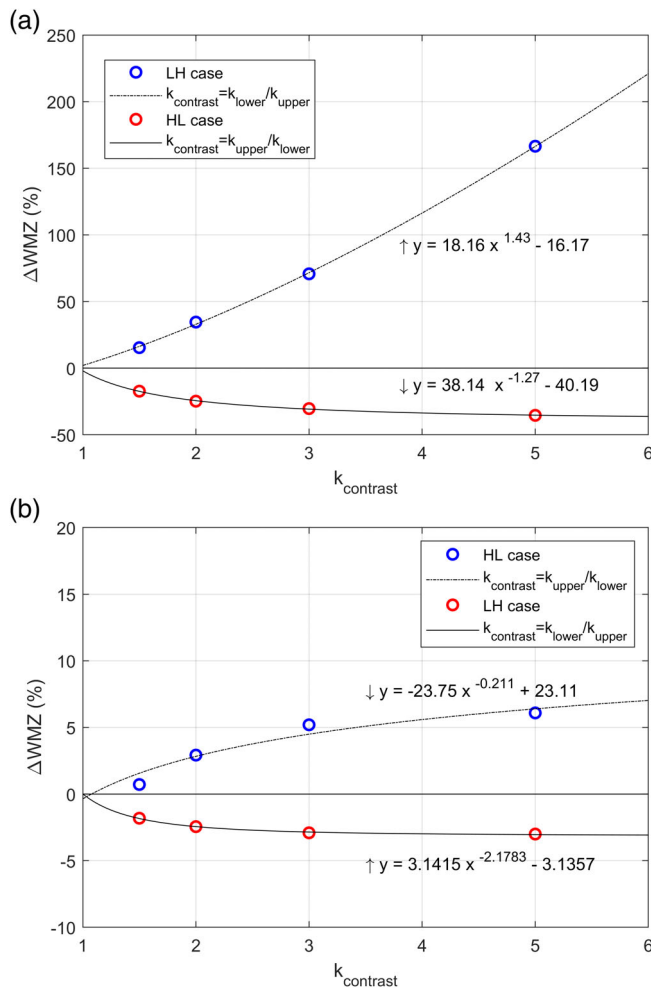 (a)
250
200
150
100
50
0
-50
ΔWMZ (%)
LH case
k_contrast=k_lower/k_upper
HL case
k_contrast=k_upper/k_lower
↑ y = 18.16 x ^1.43 - 16.17
↓ y = 38.14 x ^-1.27 - 40.19
1 2 3 4 5 6
k_contrast
(b)
20
15
10
5
0
-5
-10
ΔWMZ (%)
HL case
k_contrast=k_upper/k_lower
LH case
k_contrast=k_lower/k_upper
↓ y = -23.75 x ^-0.211 + 23.11
↑ y = 3.1415 x ^-2.1783 - 3.1357
1 2 3 4 5 6
k_contrast